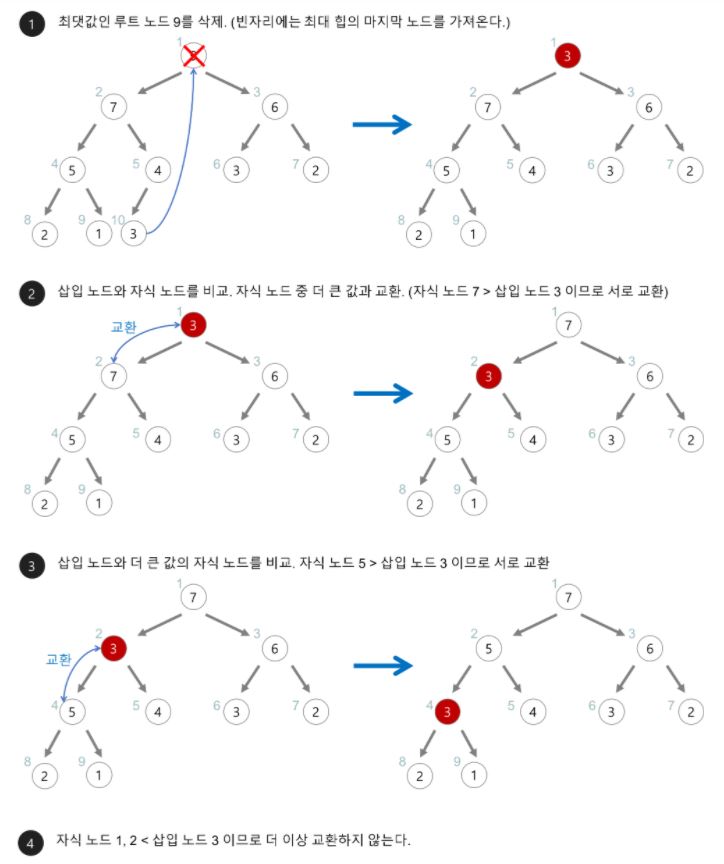 1 최댓값인 루트 노드 9를 삭제. (빈자리에는 최대 힙의 마지막 노드를 가져온다.)
1 1 3
2 7 3 6 2 7 3 6
4 5 5 4 6 3 7 2 4 5 5 4 6 3 7 2
8 2 9 1 10 3 8 2 9 1
2 삽입 노드와 자식 노드를 비교. 자식 노드 중 더 큰 값과 교환. (자식 노드 7 > 삽입 노드 3 이므로 서로 교환)
교환 1 3 1 7
2 7 3 6 2 3 3 6
4 5 5 4 6 3 7 2 4 5 5 4 6 3 7 2
8 2 9 1 8 2 9 1
3 삽입 노드와 더 큰 값의 자식 노드를 비교. 자식 노드 5 > 삽입 노드 3 이므로 서로 교환
1 7 1 7
교환 2 3 3 6 2 5 3 6
4 5 5 4 6 3 7 2 4 3 5 4 6 3 7 2
8 2 9 1 8 2 9 1
4 자식 노드 1, 2 < 삽입 노드 3 이므로 더 이상 교환하지 않는다.